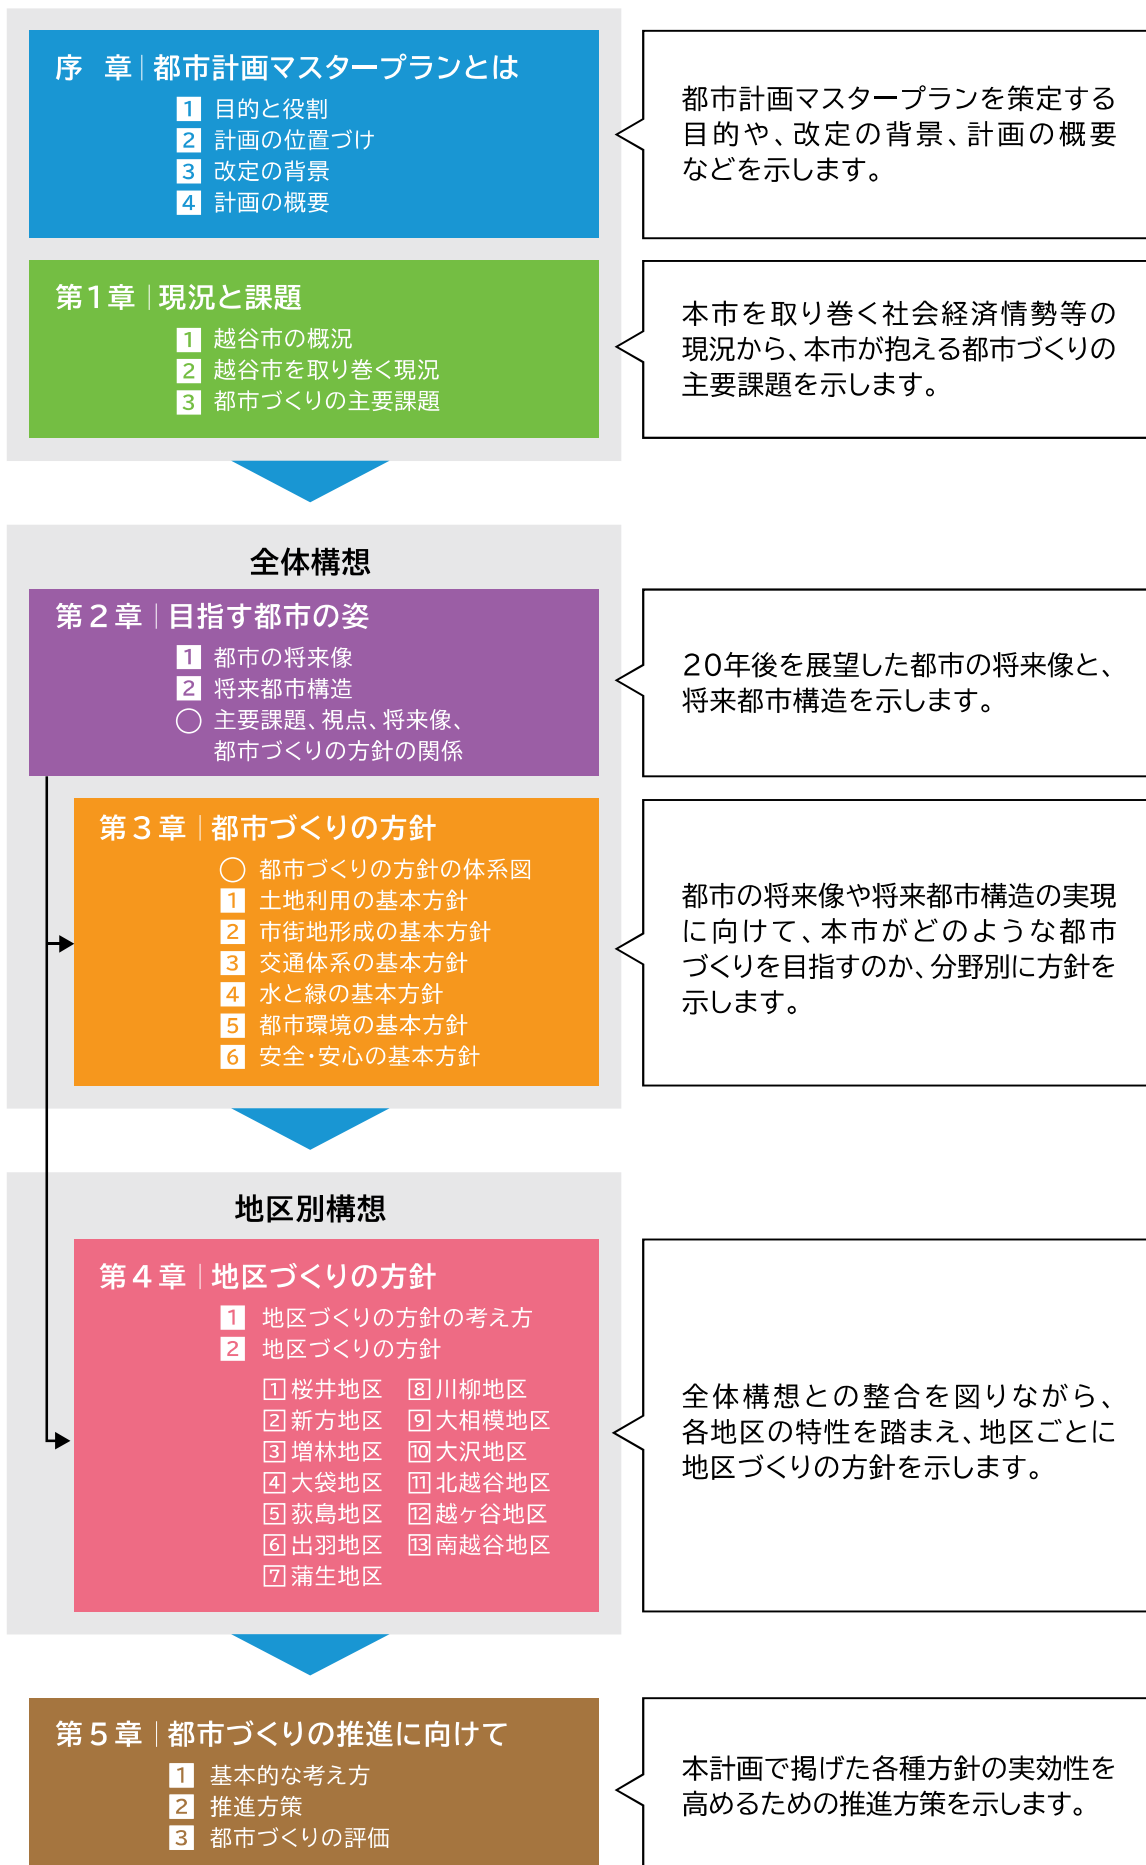 序　章｜都市計画マスタープランとは
1 目的と役割
2 計画の位置づけ
3 改定の背景
4 計画の概要
都市計画マスタープランを策定する
目的や、改定の背景、計画の概要
などを示します。
第1章｜現況と課題
1 越谷市の概況
2 越谷市を取り巻く現況
3 都市づくりの主要課題
本市を取り巻く社会経済情勢等の
現況から、本市が抱える都市づくりの
主要課題を示します。
全体構想
第2章｜目指す都市の姿
1 都市の将来像
2 将来都市構造
○ 主要課題、視点、将来像、
都市づくりの方針の関係
20年後を展望した都市の将来像と、
将来都市構造を示します。
第3章｜都市づくりの方針
○ 都市づくりの方針の体系図
1 土地利用の基本方針
2 市街地形成の基本方針
3 交通体系の基本方針
4 水と緑の基本方針
5 都市環境の基本方針
6 安全・安心の基本方針
都市の将来像や将来都市構造の実現
に向けて、本市がどのような都市
づくりを目指すのか、分野別に方針を
示します。
地区別構想
第4章｜地区づくりの方針
1 地区づくりの方針の考え方
2 地区づくりの方針
1 桜井地区
2 新方地区
3 増林地区
4 大袋地区
5 荻島地区
6 出羽地区
7 蒲生地区
8 川柳地区
9 大相模地区
10 大沢地区
11 北越谷地区
12 越ヶ谷地区
13 南越谷地区
全体構想との整合を図りながら、
各地区の特性を踏まえ、地区ごとに
地区づくりの方針を示します。
第5章｜都市づくりの推進に向けて
1 基本的な考え方
2 推進方策
3 都市づくりの評価
本計画で掲げた各種方針の実効性を
高めるための推進方策を示します。